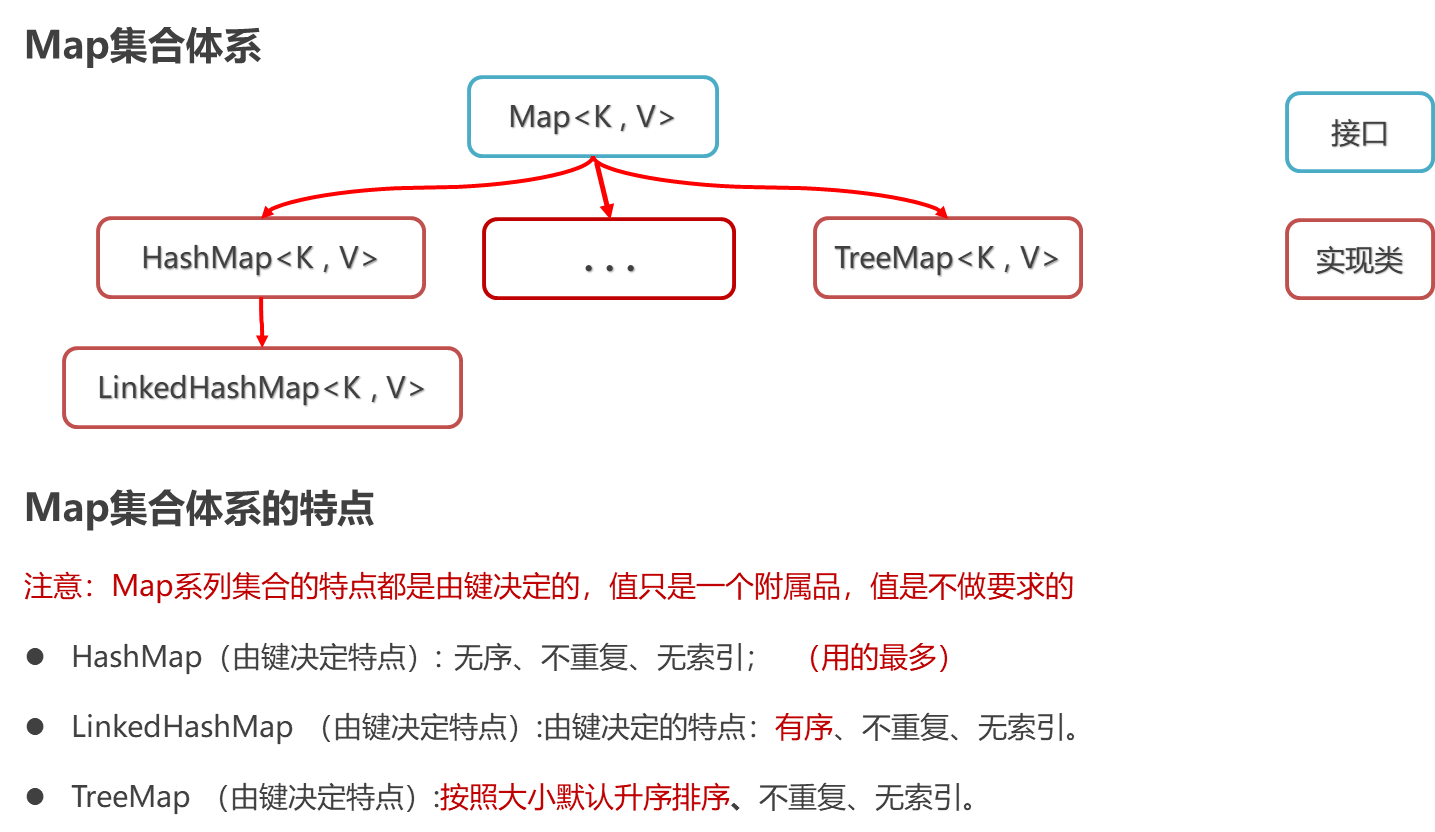 Map集合体系
Map<K , V>
接口
HashMap<K , V>
...
TreeMap<K , V>
实现类
LinkedHashMap<K , V>
Map集合体系的特点
注意：Map系列集合的特点都是由键决定的，值只是一个附属品，值是不做要求的
● HashMap（由键决定特点）: 无序、不重复、无索引； （用的最多）
● LinkedHashMap （由键决定特点）:由键决定的特点：有序、不重复、无索引。
● TreeMap （由键决定特点）:按照大小默认升序排序、不重复、无索引。